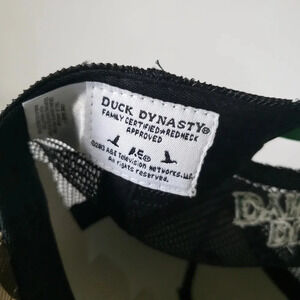 DUCK DYNASTY®
FAMILY CERTIFIED★REDNECK
APPROVED
A.E®
©2013 A&E Television Networks, LLC.
All rights reserved.